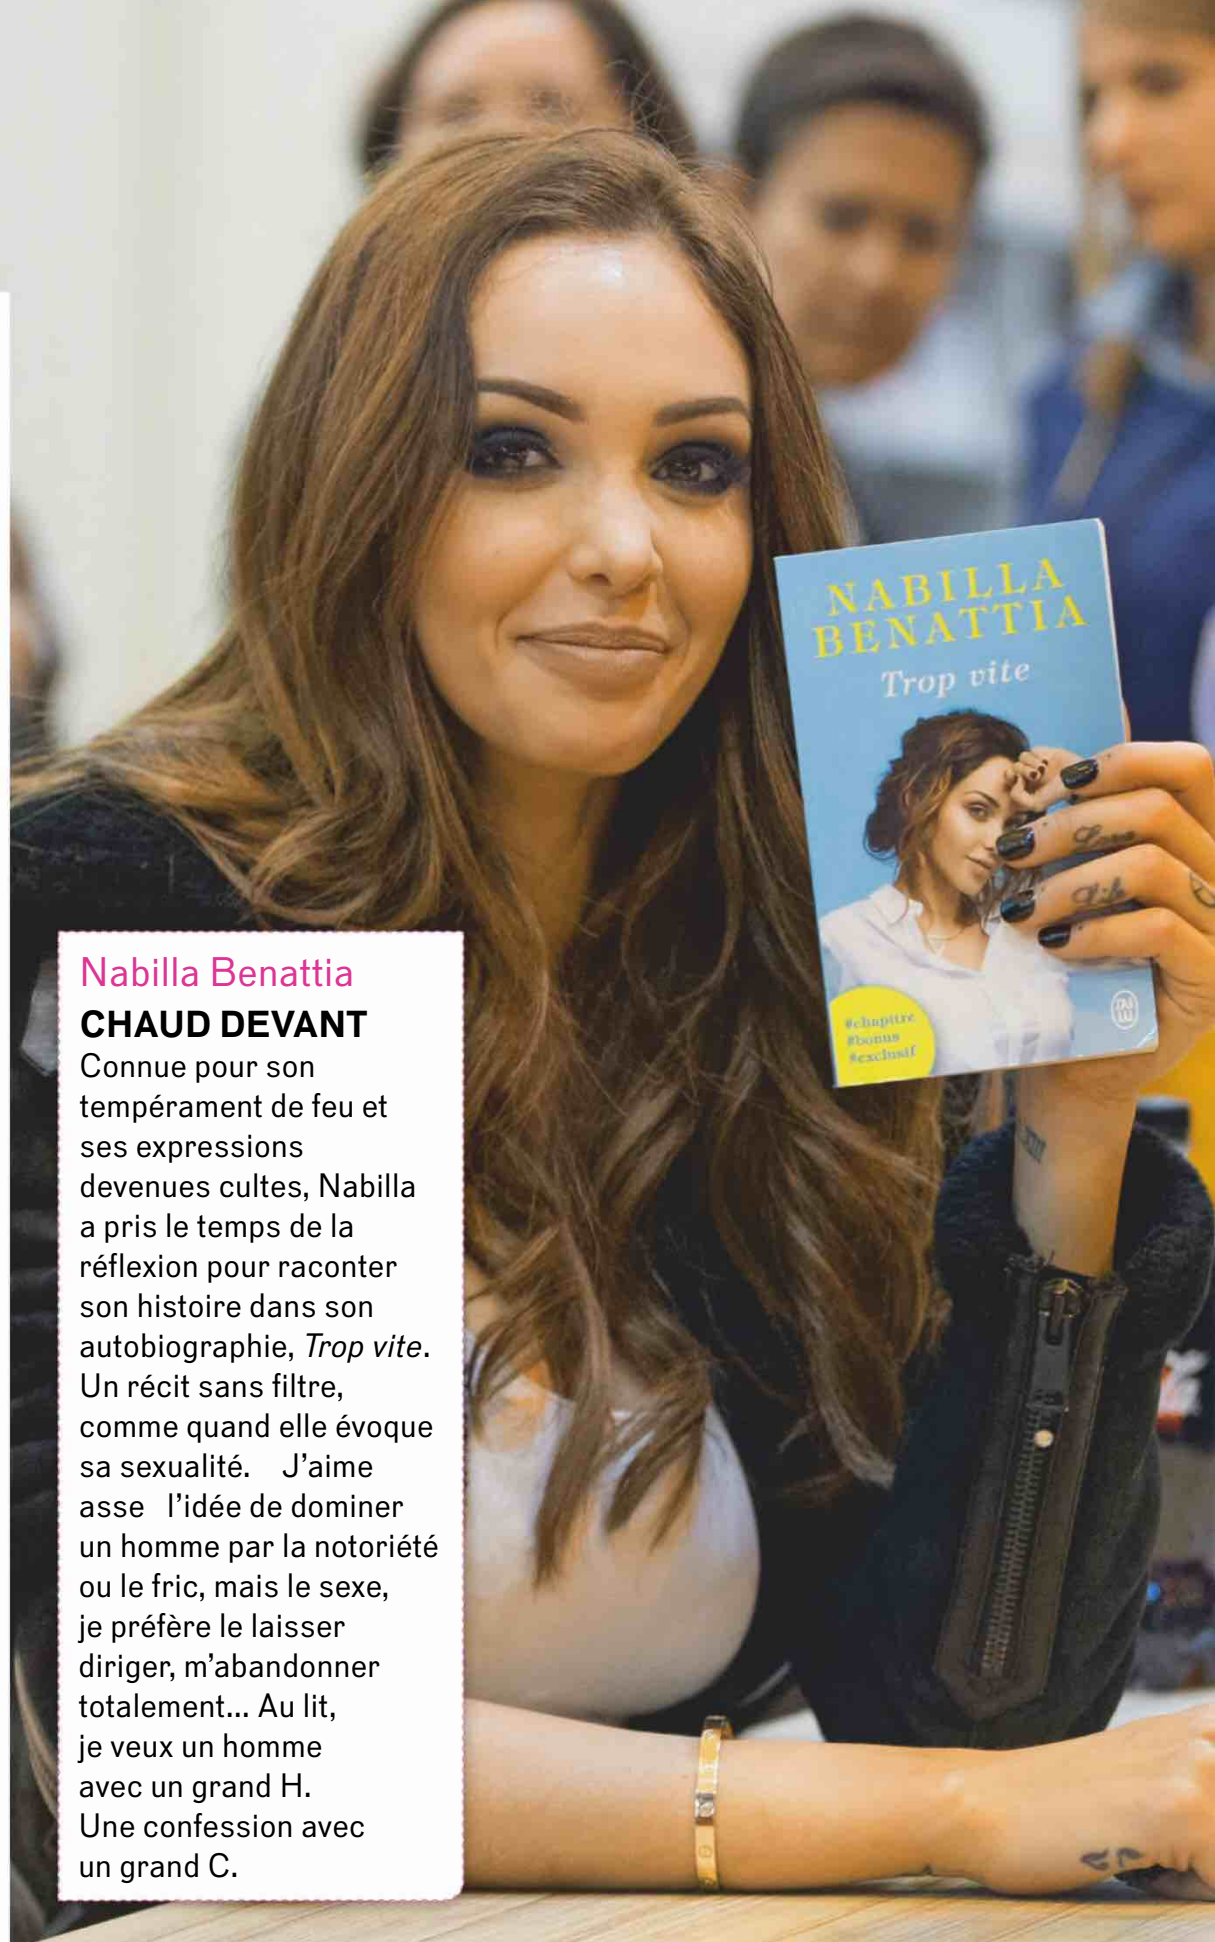 NABILLA
BENATTIA
Trop vite
#chapitre
#bonus
#exclusif
J'AI
LU
Love
Life
Nabilla Benattia
CHAUD DEVANT
Connue pour son
tempérament de feu et
ses expressions
devenues cultes, Nabilla
a pris le temps de la
réflexion pour raconter
son histoire dans son
autobiographie, Trop vite.
Un récit sans filtre,
comme quand elle évoque
sa sexualité. J’aime
asse l’idée de dominer
un homme par la notoriété
ou le fric, mais le sexe,
je préfère le laisser
diriger, m’abandonner
totalement... Au lit,
je veux un homme
avec un grand H.
Une confession avec
un grand C.